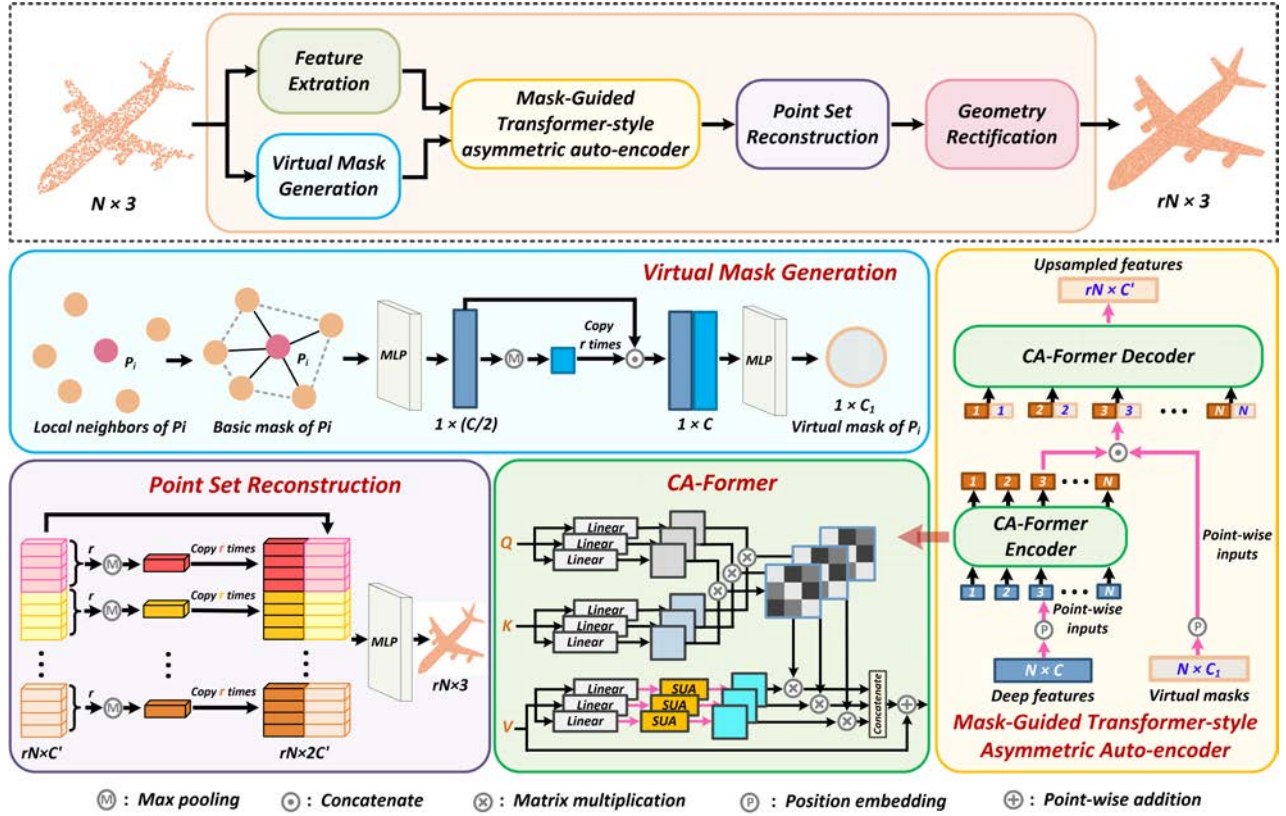 Feature
Extration
Virtual Mask
Generation
Mask-Guided
Transformer-style
asymmetric auto-encoder
Point Set
Reconstruction
Geometry
Rectification
N × 3
rN × 3
Virtual Mask Generation
Pi
Local neighbors of Pi
Pi
Basic mask of Pi
MLP
1 × (C/2)
M
Copy
r times
1 × C
MLP
1 × C1
Virtual mask of Pi
Point Set Reconstruction
r
M
Copy r times
r
M
Copy r times
r
M
Copy r times
rN×C'
rN×2C'
MLP
rN×3
CA-Former
Q
Linear
Linear
Linear
K
Linear
Linear
Linear
V
Linear
Linear
Linear
SUA
SUA
SUA
Concatenate
Upsampled features
rN × C'
CA-Former Decoder
1 1 2 2 3 3 N N
1 2 3 N
CA-Former
Encoder
Point-wise
inputs
1 2 3 N
Point-wise
inputs
P
P
N × C
N × C1
Deep features
Virtual masks
Mask-Guided Transformer-style
Asymmetric Auto-encoder
M : Max pooling
: Concatenate
: Matrix multiplication
P : Position embedding
: Point-wise addition